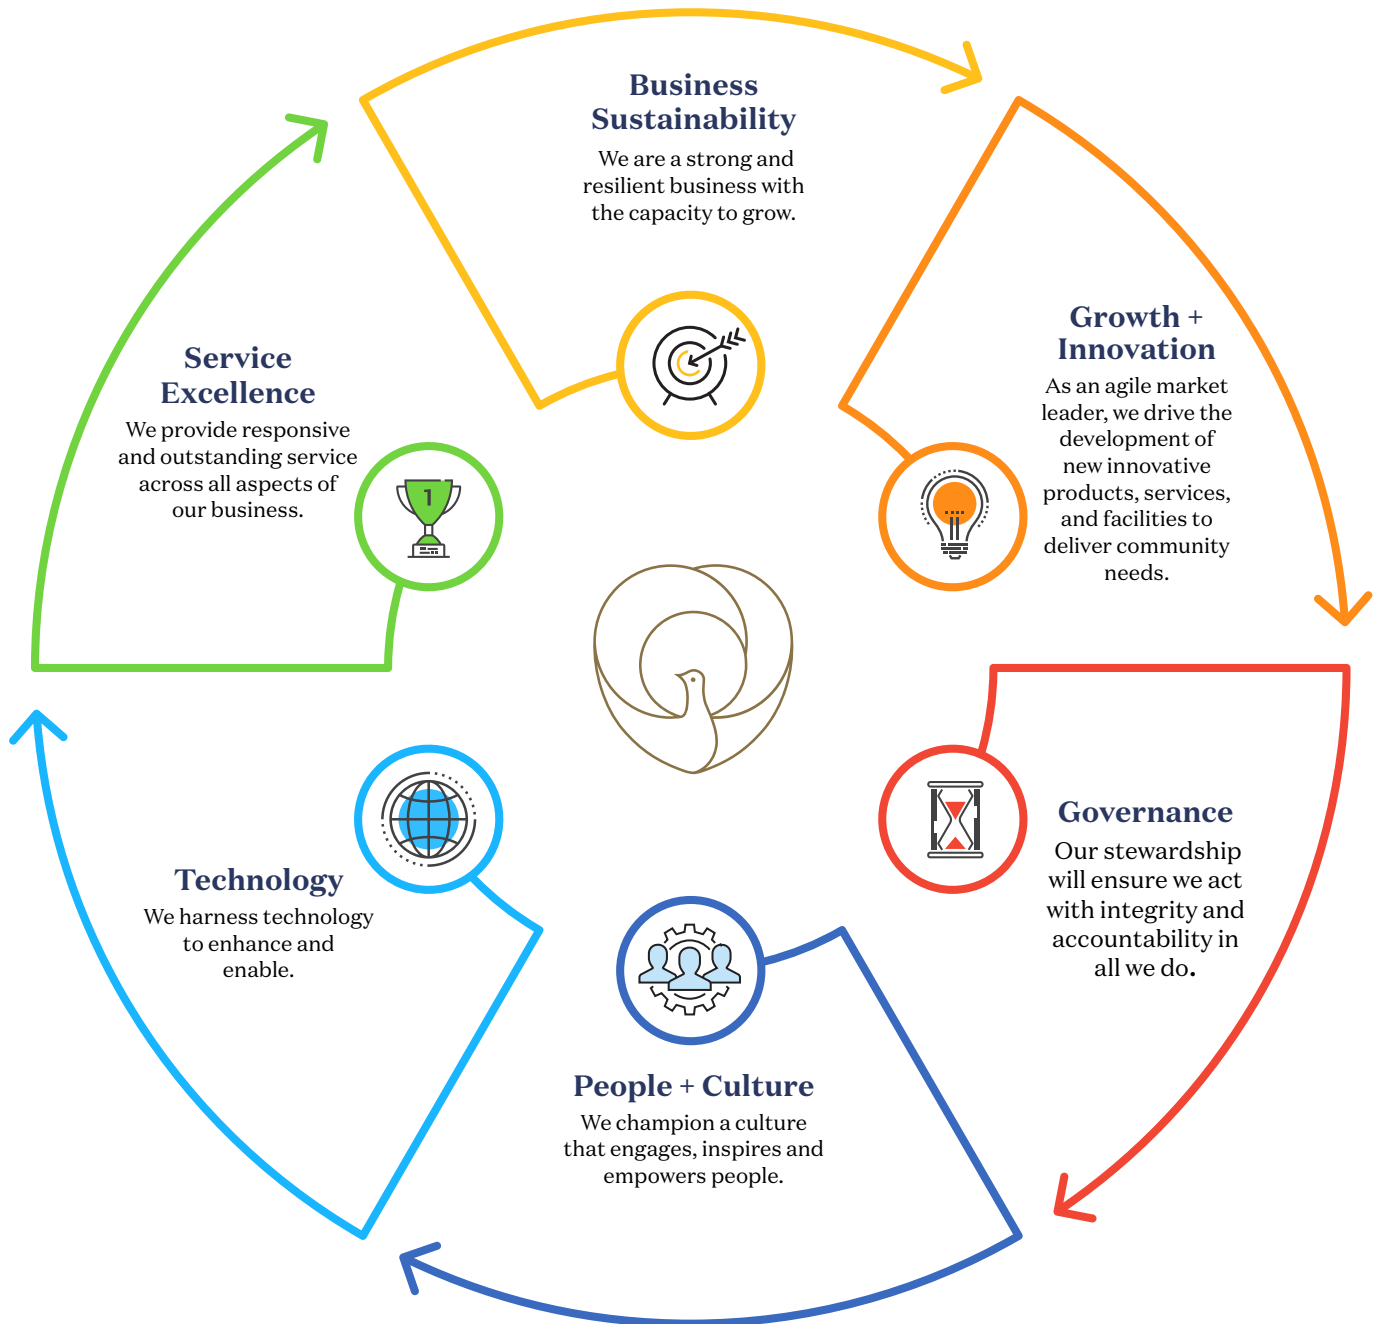 Business
Sustainability
We are a strong and
resilient business with
the capacity to grow.
Growth +
Innovation
As an agile market
leader, we drive the
development of
new innovative
products, services,
and facilities to
deliver community
needs.
Governance
Our stewardship
will ensure we act
with integrity and
accountability in
all we do.
People + Culture
We champion a culture
that engages, inspires and
empowers people.
Technology
We harness technology
to enhance and
enable.
Service
Excellence
We provide responsive
and outstanding service
across all aspects of
our business.
1